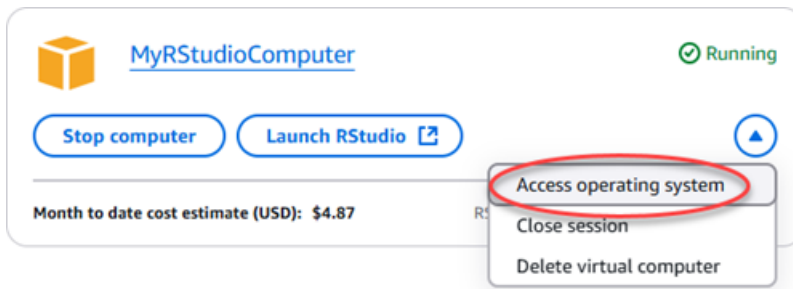 MyRStudioComputer
Running
Stop computer
Launch RStudio
Access operating system
Month to date cost estimate (USD): $4.87
Close session
Delete virtual computer